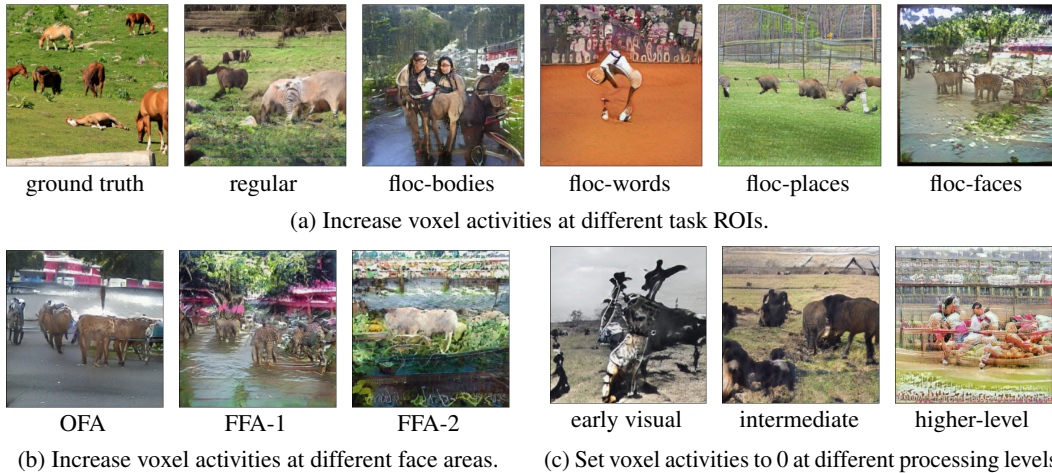 ground truth regular floc-bodies floc-words floc-places floc-faces
(a) Increase voxel activities at different task ROIs.
OFA FFA-1 FFA-2 early visual intermediate higher-level
(b) Increase voxel activities at different face areas. (c) Set voxel activities to 0 at different processing levels